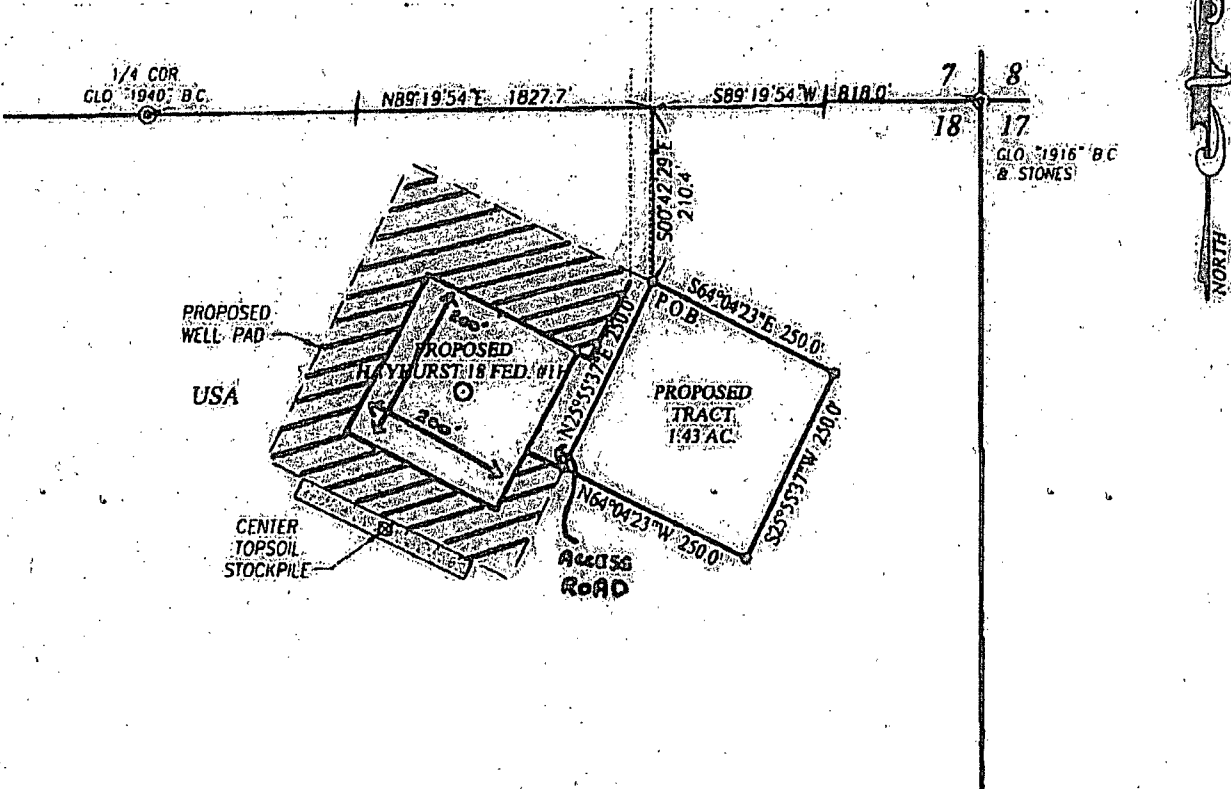 1/4 COR
GLO "1940" B.C.
N89°19'54"E 1827.7'
S89°19'54"W 818.0'
7 8
18 17
GLO "1916" B.C.
& STONES
NORTH
S00°42'29"E
210.4'
S64°04'23"E 250.0'
P.O.B.
PROPOSED
WELL PAD
USA
200'
PROPOSED
HAYHURST 18 FED. #1H
200'
N25°55'37"E 250.0'
PROPOSED
TRACT
1.43 AC.
S25°55'37"W 250.0'
N64°04'23"W 250.0'
CENTER
TOPSOIL
STOCKPILE
ACCESS
ROAD